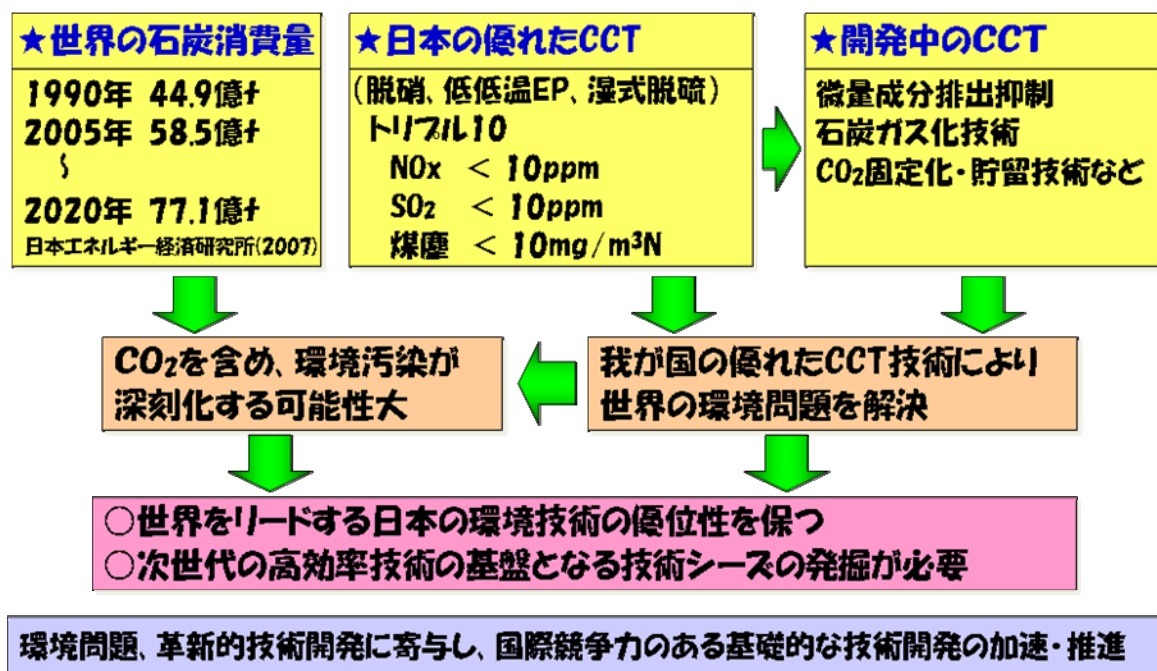 ★世界の石炭消費量
1990年 44.9億㌧
2005年 58.5億㌧
～
2020年 77.1億㌧
日本エネルギー経済研究所(2007)
★日本の優れたCCT
(脱硝、低低温EP、湿式脱硫)
トリプル10
NOx < 10ppm
SO₂ < 10ppm
煤塵 < 10mg/m³N
★開発中のCCT
微量成分排出抑制
石炭ガス化技術
CO₂固定化・貯留技術など
CO₂を含め、環境汚染が
深刻化する可能性大
我が国の優れたCCT技術により
世界の環境問題を解決
○世界をリードする日本の環境技術の優位性を保つ
○次世代の高効率技術の基盤となる技術シーズの発掘が必要
環境問題、革新的技術開発に寄与し、国際競争力のある基礎的な技術開発の加速・推進